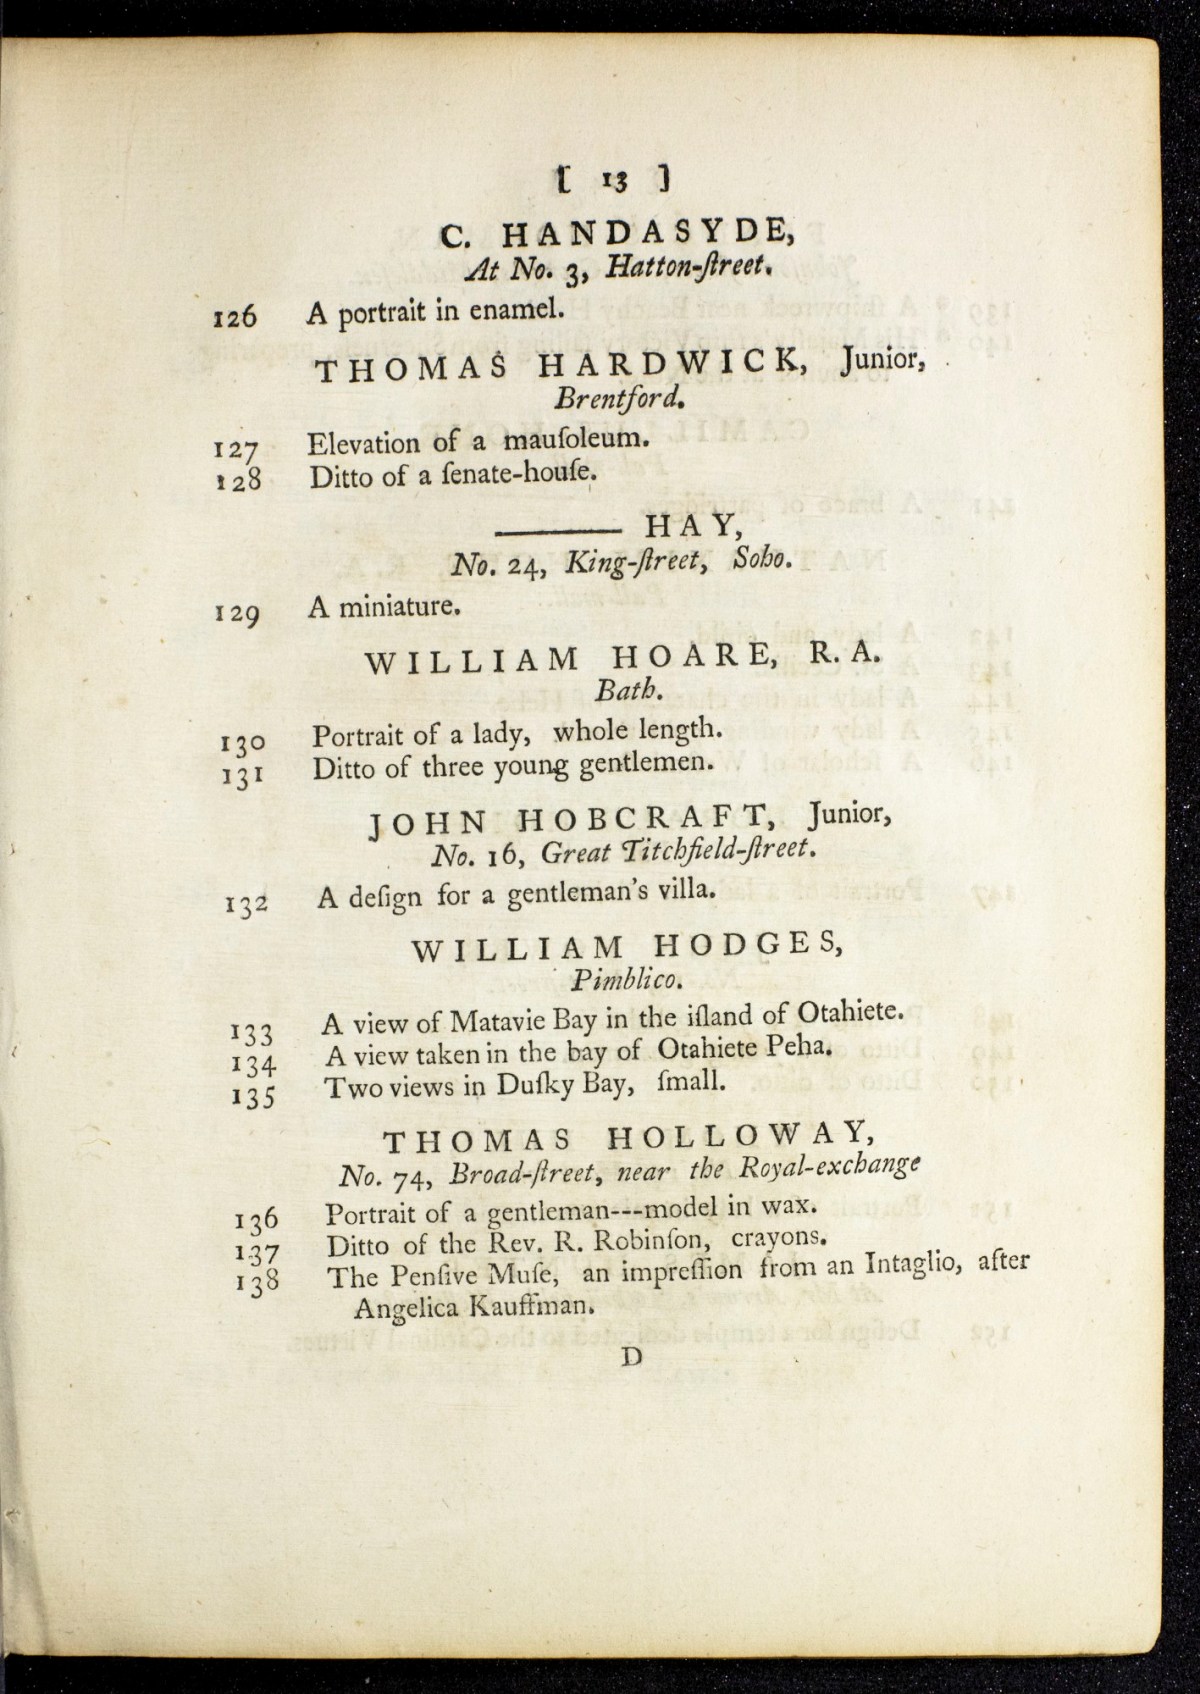 [ 13 ]
C. HANDASYDE,
At No. 3, Hatton-ſtreet.
126 A portrait in enamel.
THOMAS HARDWICK, Junior,
Brentford.
127 Elevation of a mauſoleum.
128 Ditto of a ſenate-houſe.
——— HAY,
No. 24, King-ſtreet, Soho.
129 A miniature.
WILLIAM HOARE, R. A.
Bath.
130 Portrait of a lady, whole length.
131 Ditto of three young gentlemen.
JOHN HOBCRAFT, Junior,
No. 16, Great Titchfield-ſtreet.
132 A deſign for a gentleman's villa.
WILLIAM HODGES,
Pimblico.
133 A view of Matavie Bay in the iſland of Otahiete.
134 A view taken in the bay of Otahiete Peha.
135 Two views in Duſky Bay, ſmall.
THOMAS HOLLOWAY,
No. 74, Broad-ſtreet, near the Royal-exchange
136 Portrait of a gentleman---model in wax.
137 Ditto of the Rev. R. Robinſon, crayons.
138 The Penſive Muſe, an impreſſion from an Intaglio, after
Angelica Kauffman.
D